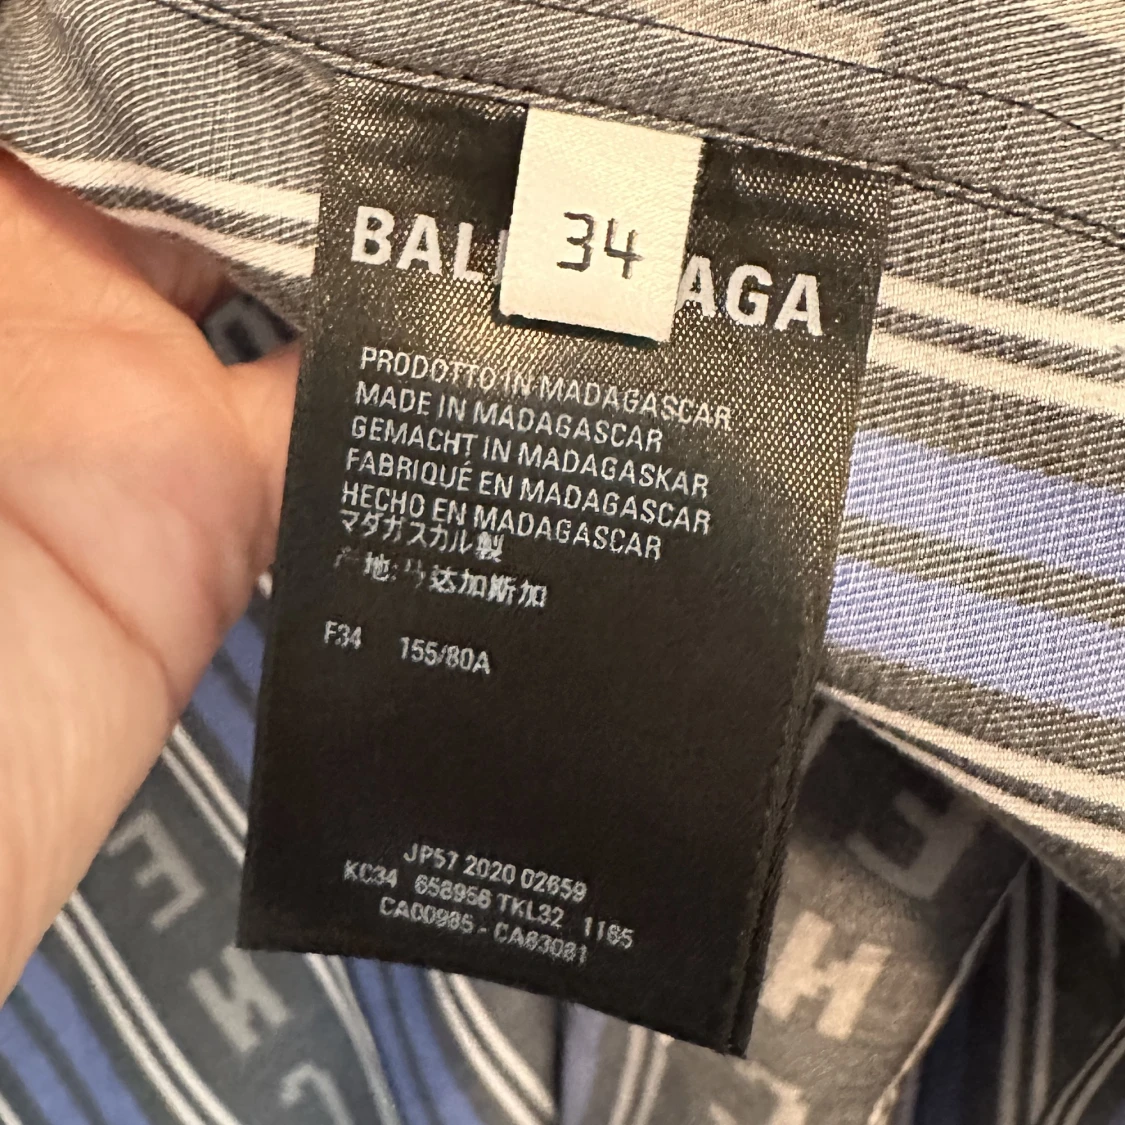 34
BAL AGA
PRODOTTO IN MADAGASCAR
MADE IN MADAGASCAR
GEMACHT IN MADAGASKAR
FABRIQUÉ EN MADAGASCAR
HECHO EN MADAGASCAR
マダガスカル製
产地: 马达加斯加
F34 155/80A
JP57 2020 02659
KC34 658956 TKL32 1165
CA00985 - CA83081